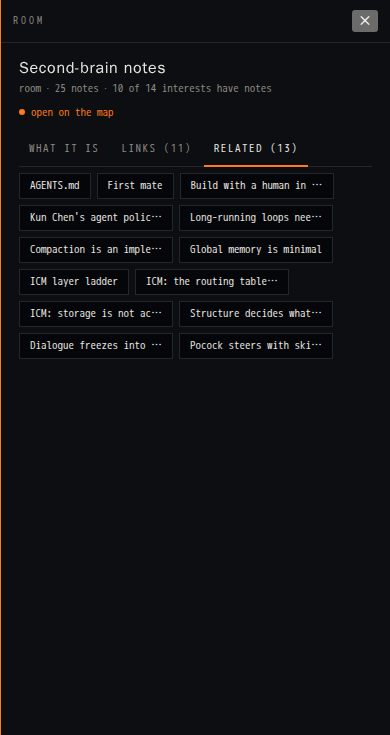 ROOM
Second-brain notes
room · 25 notes · 10 of 14 interests have notes
open on the map
WHAT IT IS LINKS (11) RELATED (13)
AGENTS.md First mate Build with a human in ···
Kun Chen's agent polic··· Long-running loops nee···
Compaction is an imple··· Global memory is minimal
ICM layer ladder ICM: the routing table···
ICM: storage is not ac··· Structure decides what···
Dialogue freezes into ··· Pocock steers with ski···